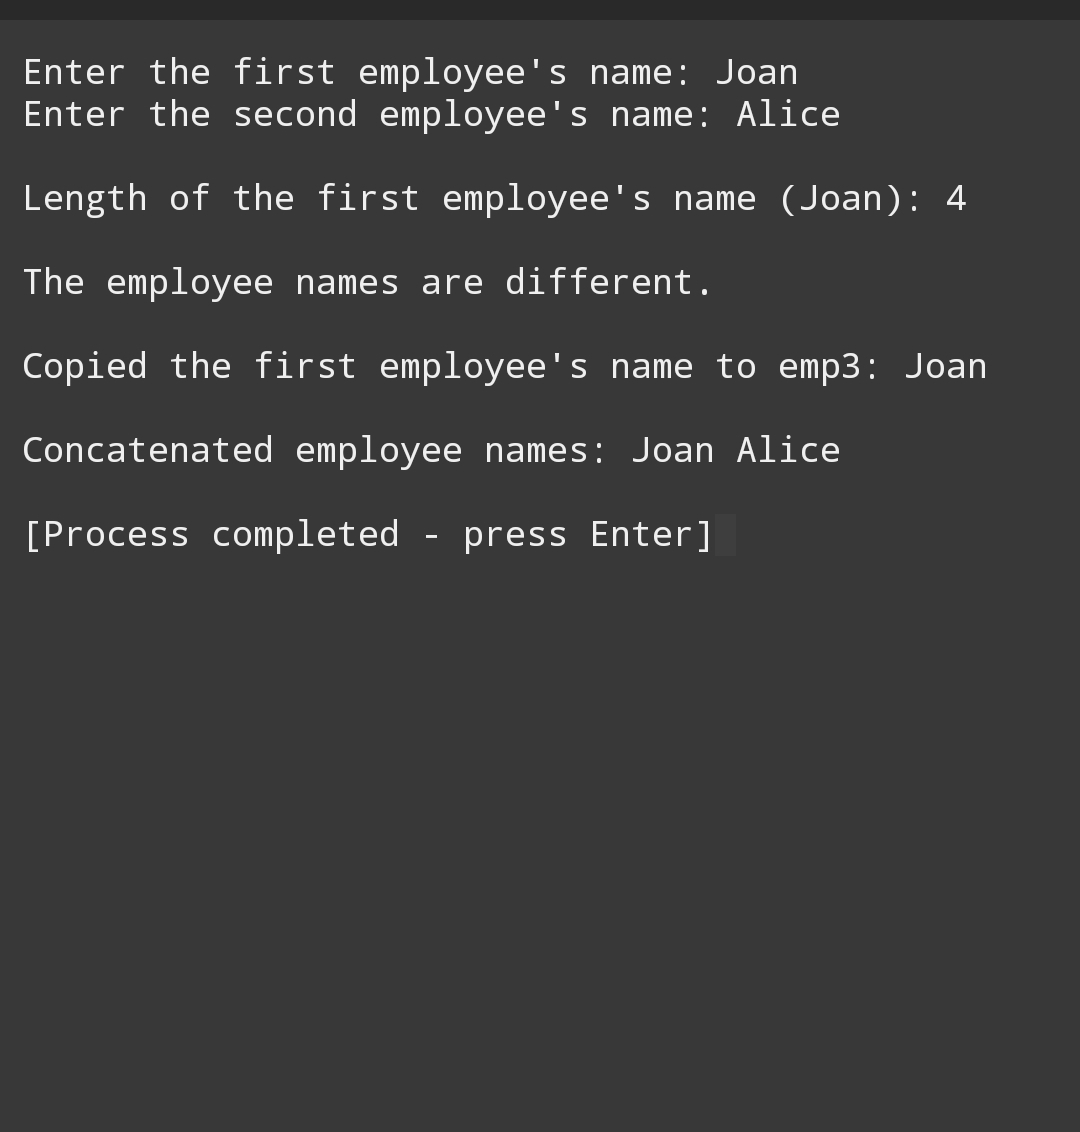 Enter the first employee's name: Joan
Enter the second employee's name: Alice
Length of the first employee's name (Joan): 4
The employee names are different.
Copied the first employee's name to emp3: Joan
Concatenated employee names: Joan Alice
[Process completed - press Enter]